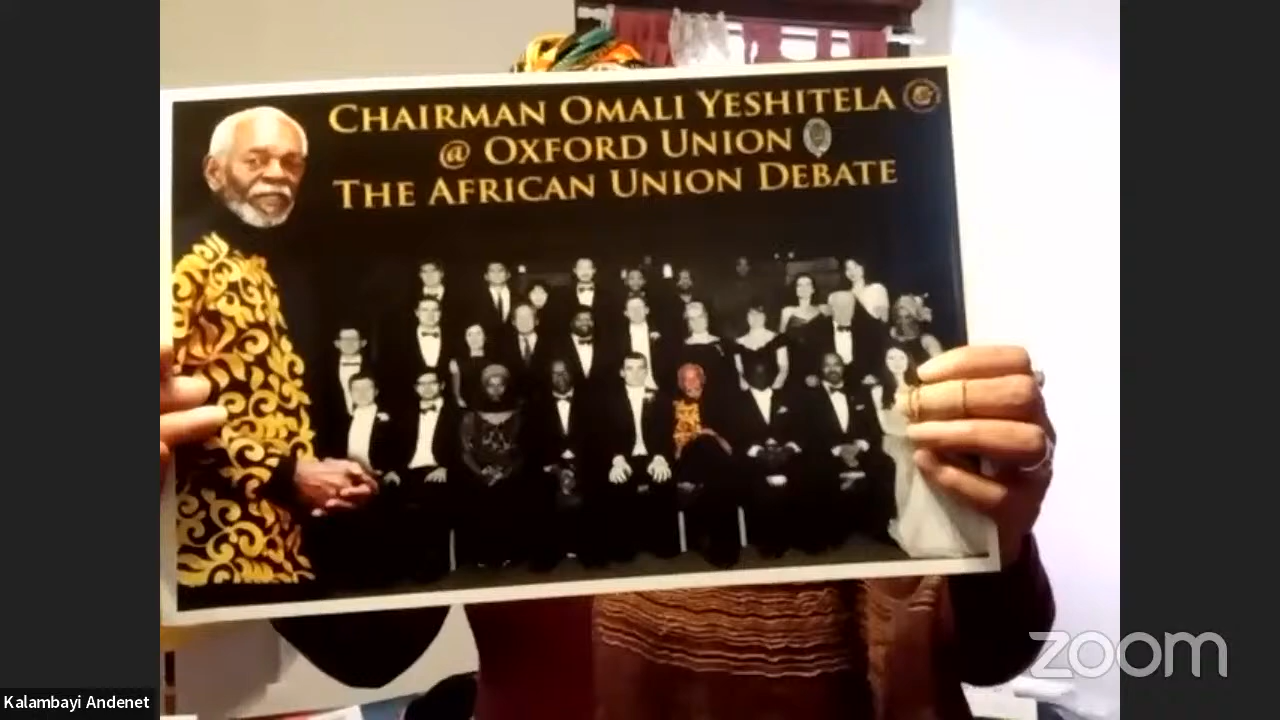 CHAIRMAN OMALI YESHITELA
@ OXFORD UNION
THE AFRICAN UNION DEBATE
Kalambayi Andenet
zoom